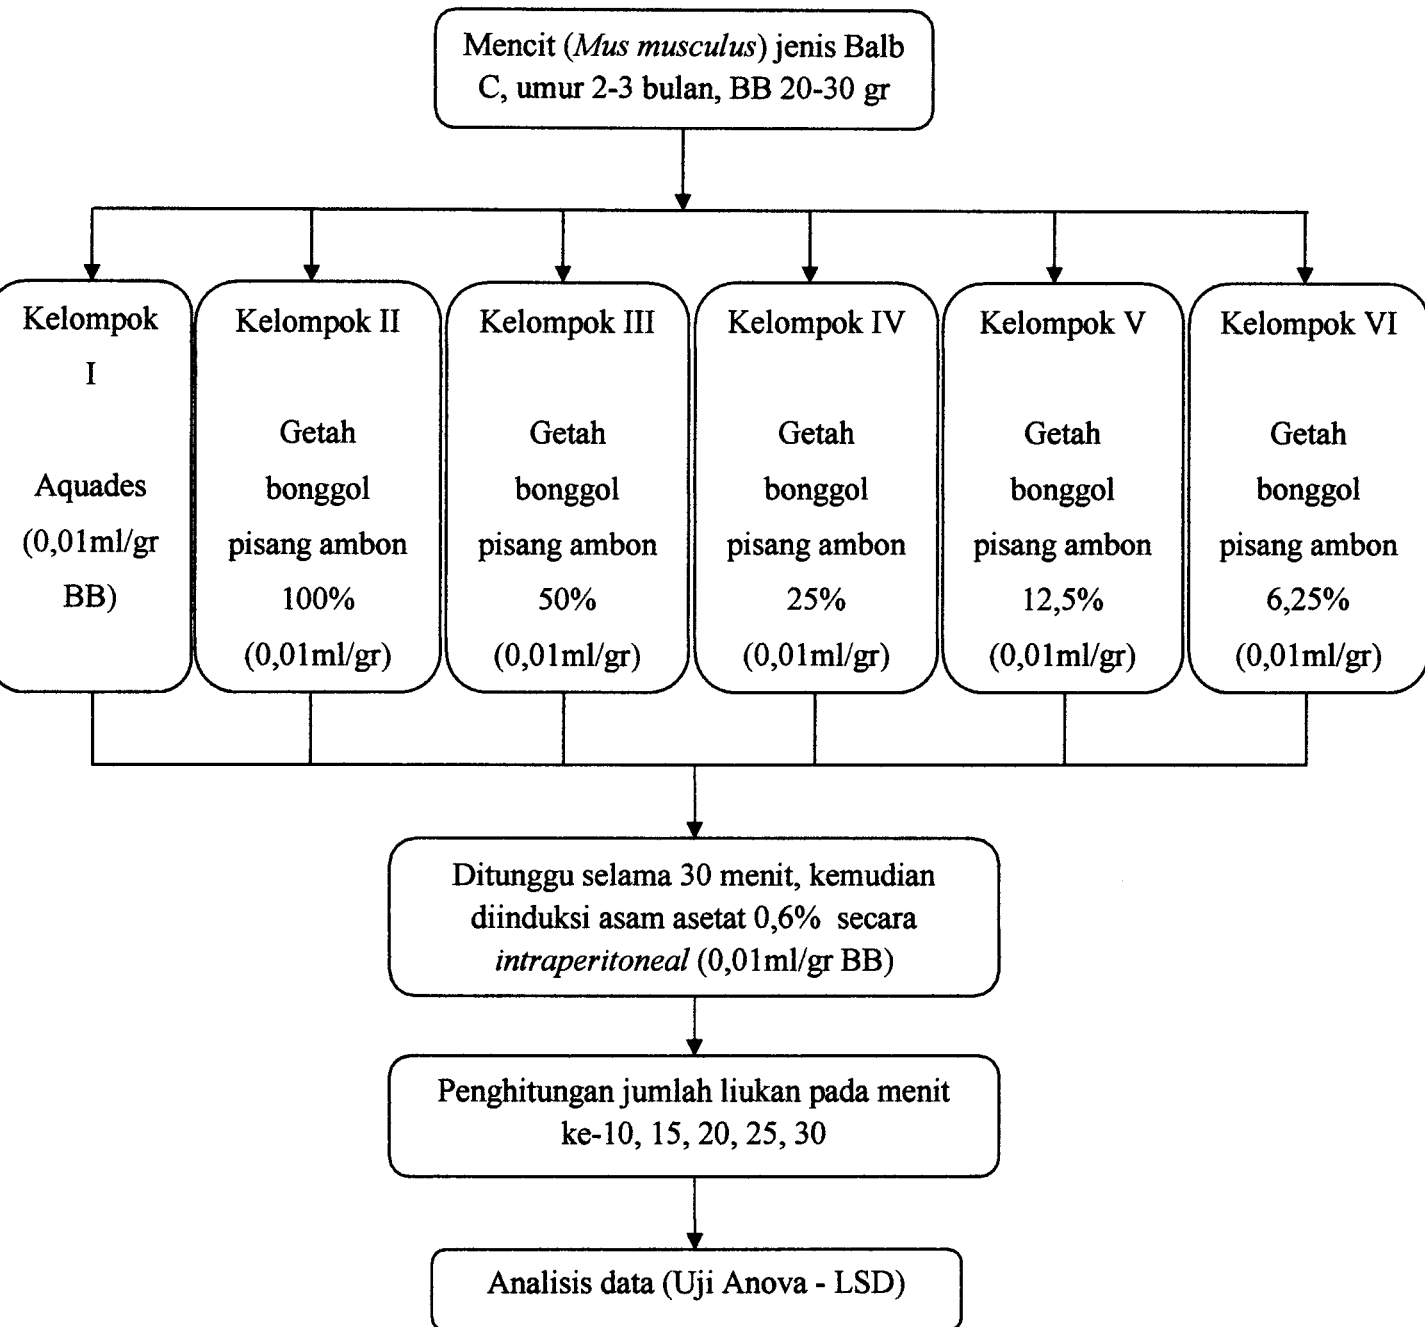 Mencit (Mus musculus) jenis Balb
C, umur 2-3 bulan, BB 20-30 gr
Kelompok
I
Aquades
(0,01ml/gr
BB)
Kelompok II
Getah
bonggol
pisang ambon
100%
(0,01ml/gr)
Kelompok III
Getah
bonggol
pisang ambon
50%
(0,01ml/gr)
Kelompok IV
Getah
bonggol
pisang ambon
25%
(0,01ml/gr)
Kelompok V
Getah
bonggol
pisang ambon
12,5%
(0,01ml/gr)
Kelompok VI
Getah
bonggol
pisang ambon
6,25%
(0,01ml/gr)
Ditunggu selama 30 menit, kemudian
diinduksi asam asetat 0,6% secara
intraperitoneal (0,01ml/gr BB)
Penghitungan jumlah liukan pada menit
ke-10, 15, 20, 25, 30
Analisis data (Uji Anova - LSD)